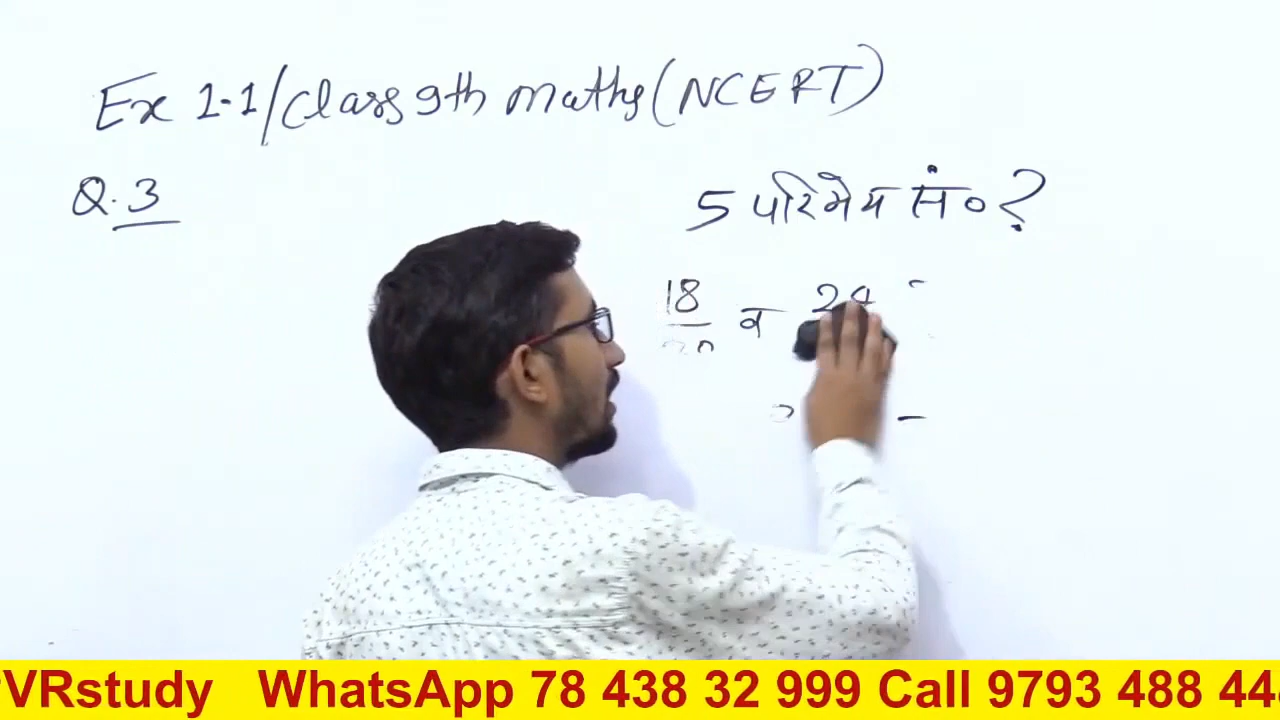 Ex 1.1/Class 9th maths (NCERT)
Q.3
5 परिमेय सं० ?
18 व 24
VRstudy WhatsApp 78 438 32 999 Call 9793 488 44